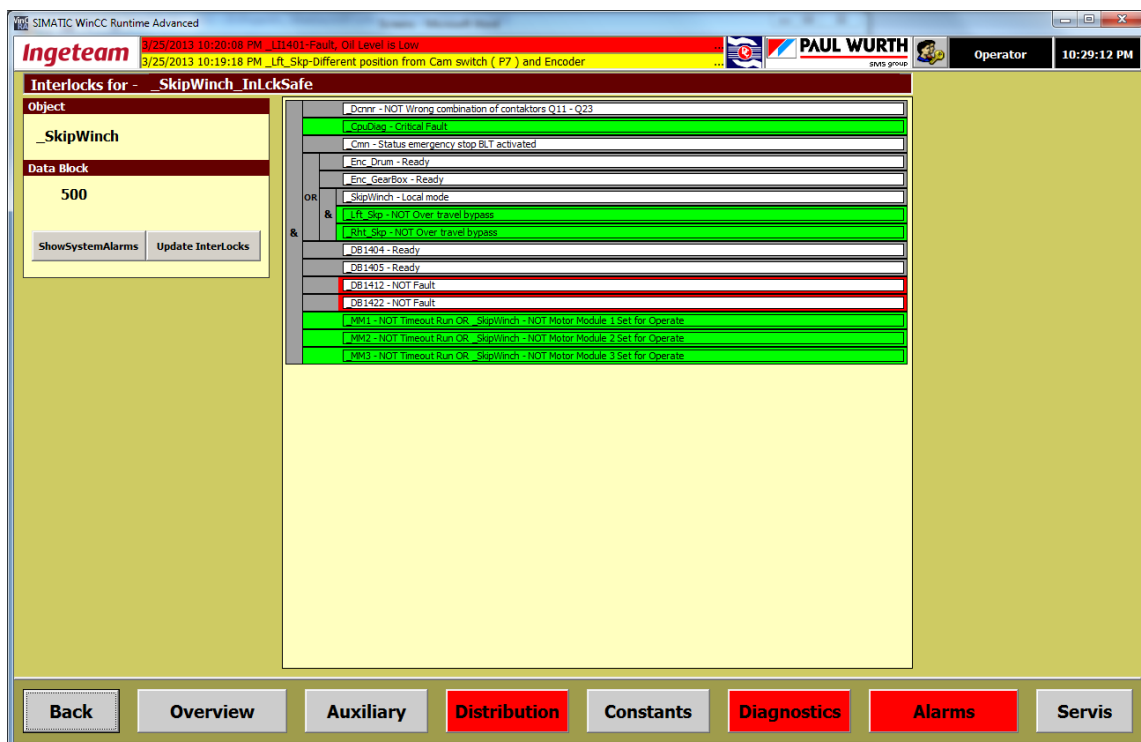 SIMATIC WinCC Runtime Advanced
Ingeteam
3/25/2013 10:20:08 PM _LI1401-Fault, Oil Level is Low ...
3/25/2013 10:19:18 PM _Lft_Skp-Different position from Cam switch ( P7 ) and Encoder ...
PAUL WURTH
SMS group
Operator
10:29:12 PM
Interlocks for - _SkipWinch_InLckSafe
Object
_SkipWinch
Data Block
500
ShowSystemAlarms
Update InterLocks
_Dcnnr - NOT Wrong combination of contaktors Q11 - Q23
_CpuDiag - Critical Fault
_Cmn - Status emergency stop BLT activated
_Enc_Drum - Ready
_Enc_GearBox - Ready
OR
_SkipWinch - Local mode
&
_Lft_Skp - NOT Over travel bypass
&
_Rht_Skp - NOT Over travel bypass
_DB1404 - Ready
_DB1405 - Ready
_DB1412 - NOT Fault
_DB1422 - NOT Fault
_MM1 - NOT Timeout Run OR _SkipWinch - NOT Motor Module 1 Set for Operate
_MM2 - NOT Timeout Run OR _SkipWinch - NOT Motor Module 2 Set for Operate
_MM3 - NOT Timeout Run OR _SkipWinch - NOT Motor Module 3 Set for Operate
Back
Overview
Auxiliary
Distribution
Constants
Diagnostics
Alarms
Servis